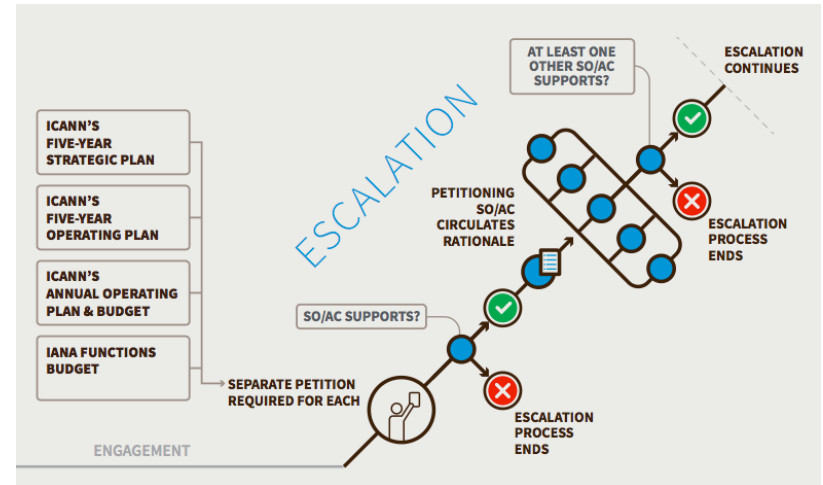 ICANN'S
FIVE-YEAR
STRATEGIC PLAN
ICANN'S
FIVE-YEAR
OPERATING PLAN
ICANN'S
ANNUAL OPERATING
PLAN & BUDGET
IANA FUNCTIONS
BUDGET
SEPARATE PETITION
REQUIRED FOR EACH
ENGAGEMENT
ESCALATION
SO/AC SUPPORTS?
ESCALATION
PROCESS
ENDS
PETITIONING
SO/AC
CIRCULATES
RATIONALE
AT LEAST ONE
OTHER SO/AC
SUPPORTS?
ESCALATION
PROCESS
ENDS
ESCALATION
CONTINUES